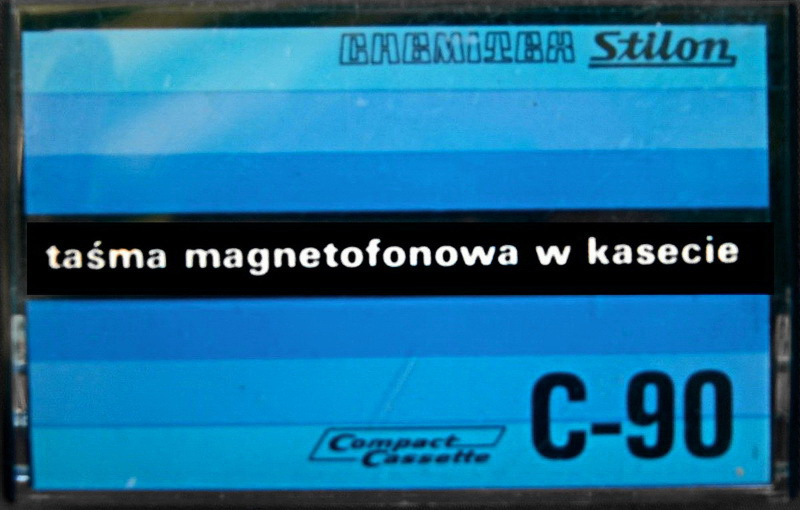 CHEMITEX Stilon
taśma magnetofonowa w kasecie
C-90
Compact
Cassette